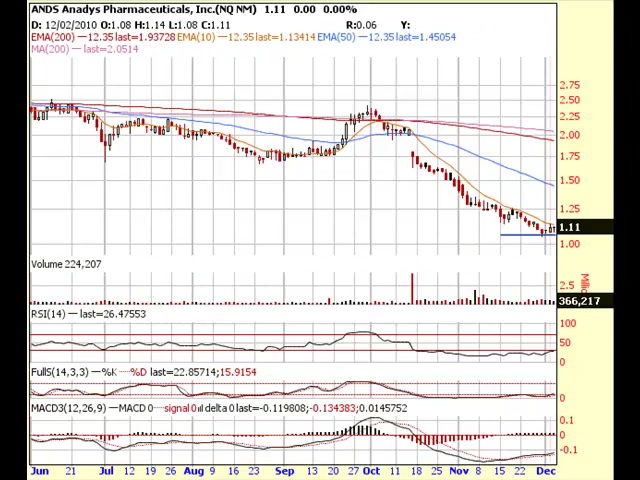 ANDS Anadys Pharmaceuticals, Inc.(NQ NM) 1.11 0.00 0.00%
D: 12/02/2010 O:1.08 H:1.14 L:1.08 C:1.11 R:0.06 Y:
EMA(200) —12.35 last=1.93728 EMA(10) —12.35 last=1.13414 EMA(50) —12.35 last=1.45054
MA(200) —last=2.0514
2.75
2.50
2.25
2.00
1.75
1.50
1.25
1.11
1.00
Volume 224,207
2.5
366,217
RSI(14) — last=26.47553
100
50
0
FullS(14,3,3) —%K —%D last=22.85714;15.9154
100
0
MACD3(12,26,9) —MACD 0 signal 0 delta 0 last=-0.119808;-0.134383;0.0145752
0.1
0
-0.1
Jun 21 Jul 12 19 26 Aug 9 16 23 Sep 13 20 27 Oct 11 18 25 Nov 8 15 22 Dec